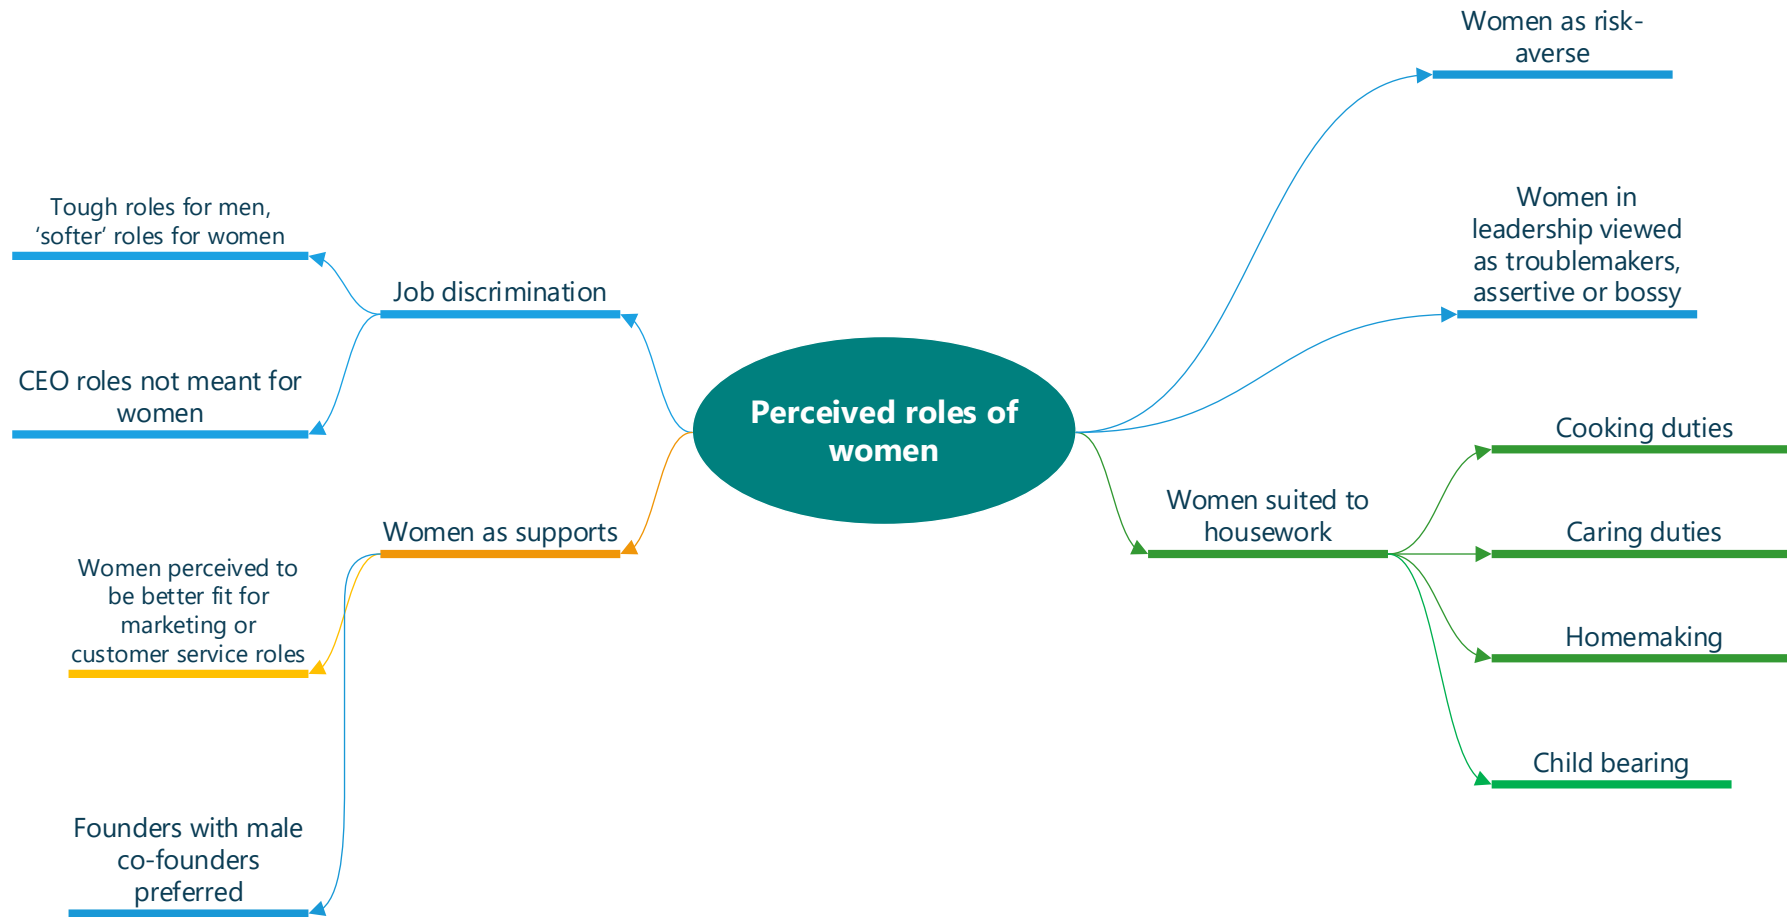 Women as risk-
averse
Women in
leadership viewed
as troublemakers,
assertive or bossy
Tough roles for men,
‘softer’ roles for women
Job discrimination
CEO roles not meant for
women
Perceived roles of
women
Cooking duties
Women suited to
housework
Caring duties
Women as supports
Women perceived to
be better fit for
marketing or
customer service roles
Homemaking
Child bearing
Founders with male
co-founders
preferred